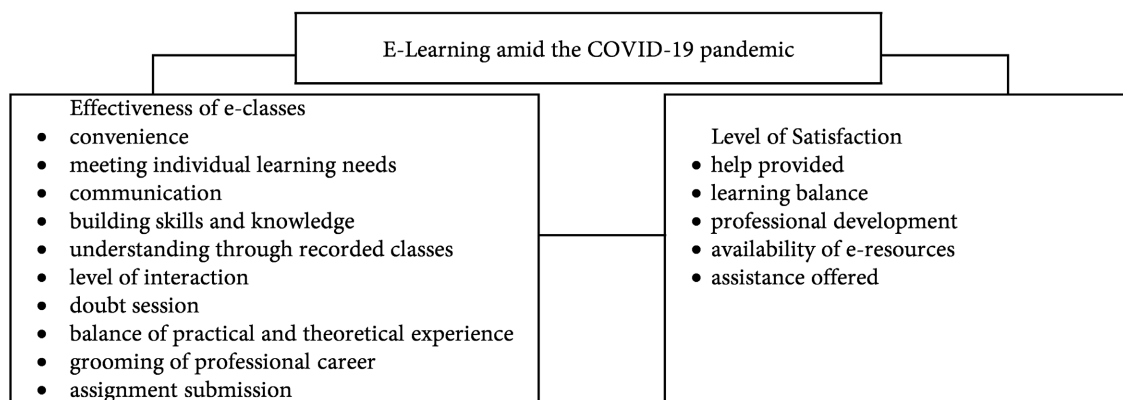 E-Learning amid the COVID-19 pandemic
Effectiveness of e-classes
• convenience
• meeting individual learning needs
• communication
• building skills and knowledge
• understanding through recorded classes
• level of interaction
• doubt session
• balance of practical and theoretical experience
• grooming of professional career
• assignment submission
Level of Satisfaction
• help provided
• learning balance
• professional development
• availability of e-resources
• assistance offered